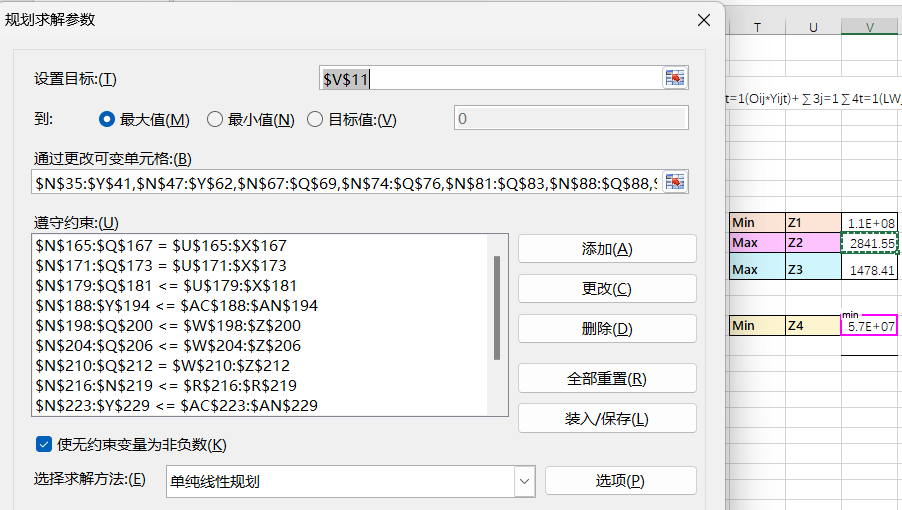 规划求解参数
设置目标:(T)
$V$11
到:
最大值(M)
最小值(N)
目标值:(V)
0
通过更改可变单元格:(B)
$N$35:$Y$41,$N$47:$Y$62,$N$67:$Q$69,$N$74:$Q$76,$N$81:$Q$83,$N$88:$Q$88,
遵守约束:(U)
$N$165:$Q$167 = $U$165:$X$167
$N$171:$Q$173 = $U$171:$X$173
$N$179:$Q$181 <= $U$179:$X$181
$N$188:$Y$194 <= $AC$188:$AN$194
$N$198:$Q$200 <= $W$198:$Z$200
$N$204:$Q$206 <= $W$204:$Z$206
$N$210:$Q$212 = $W$210:$Z$212
$N$216:$N$219 <= $R$216:$R$219
$N$223:$Y$229 <= $AC$223:$AN$229
添加(A)
更改(C)
删除(D)
全部重置(R)
装入/保存(L)
使无约束变量为非负数(K)
选择求解方法:(E)
单纯线性规划
选项(P)
T U V
t=1(Oij*Yijt)+ ∑3j=1∑4t=1(LW
Min Z1 1.1E+08
Max Z2 2841.55
Max Z3 1478.41
min
Min Z4 5.7E+07